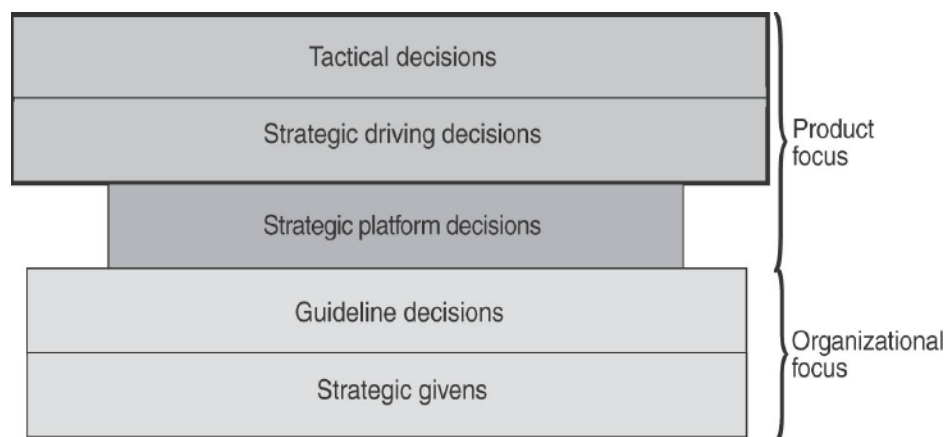 Tactical decisions
Strategic driving decisions
Product
focus
Strategic platform decisions
Guideline decisions
Organizational
focus
Strategic givens